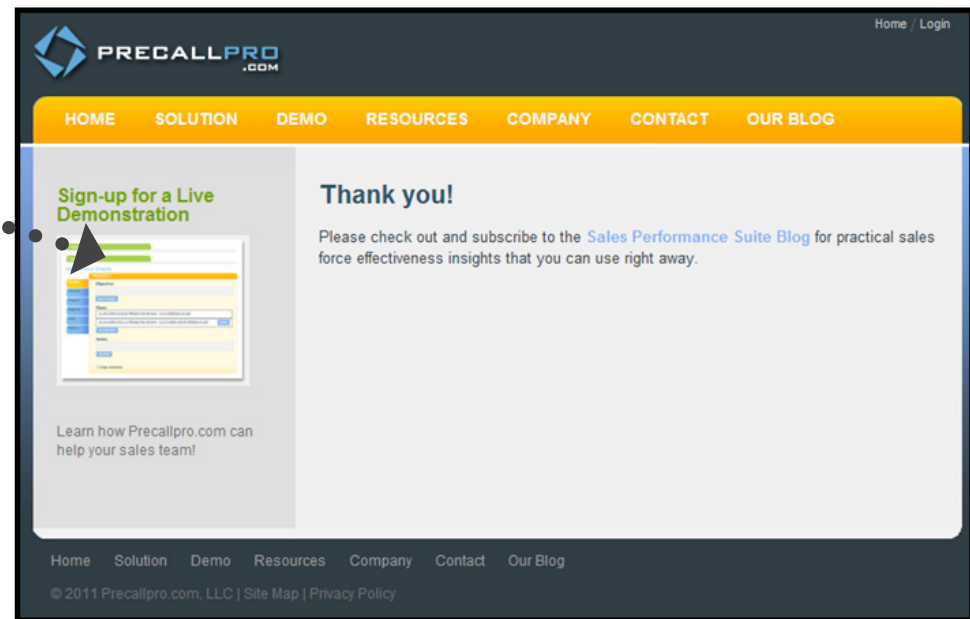 Home / Login
PRECALLPRO
.COM
HOME SOLUTION DEMO RESOURCES COMPANY CONTACT OUR BLOG
Sign-up for a Live
Demonstration
Learn how Precallpro.com can
help your sales team!
Thank you!
Please check out and subscribe to the Sales Performance Suite Blog for practical sales
force effectiveness insights that you can use right away.
Home Solution Demo Resources Company Contact Our Blog
© 2011 Precallpro.com, LLC | Site Map | Privacy Policy